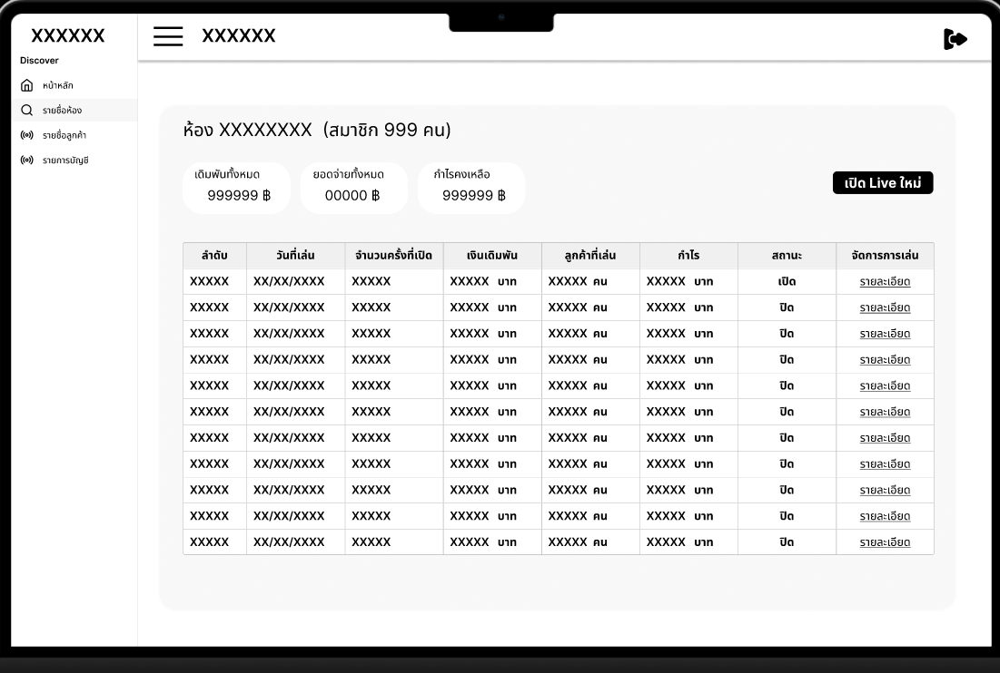 XXXXXX
Discover
หน้าหลัก
รายชื่อห้อง
รายชื่อลูกค้า
รายการบัญชี
XXXXXX
ห้อง XXXXXXXX (สมาชิก 999 คน)
เดิมพันทั้งหมด ยอดจ่ายทั้งหมด กำไรคงเหลือ
999999 ฿ 00000 ฿ 999999 ฿
เปิด Live ใหม่
ลำดับ วันที่เล่น จำนวนครั้งที่เปิด เงินเดิมพัน ลูกค้าที่เล่น กำไร สถานะ จัดการการเล่น
XXXXX XX/XX/XXXX XXXXX XXXXX บาท XXXXX คน XXXXX บาท เปิด รายละเอียด
XXXXX XX/XX/XXXX XXXXX XXXXX บาท XXXXX คน XXXXX บาท ปิด รายละเอียด
XXXXX XX/XX/XXXX XXXXX XXXXX บาท XXXXX คน XXXXX บาท ปิด รายละเอียด
XXXXX XX/XX/XXXX XXXXX XXXXX บาท XXXXX คน XXXXX บาท ปิด รายละเอียด
XXXXX XX/XX/XXXX XXXXX XXXXX บาท XXXXX คน XXXXX บาท ปิด รายละเอียด
XXXXX XX/XX/XXXX XXXXX XXXXX บาท XXXXX คน XXXXX บาท ปิด รายละเอียด
XXXXX XX/XX/XXXX XXXXX XXXXX บาท XXXXX คน XXXXX บาท ปิด รายละเอียด
XXXXX XX/XX/XXXX XXXXX XXXXX บาท XXXXX คน XXXXX บาท ปิด รายละเอียด
XXXXX XX/XX/XXXX XXXXX XXXXX บาท XXXXX คน XXXXX บาท ปิด รายละเอียด
XXXXX XX/XX/XXXX XXXXX XXXXX บาท XXXXX คน XXXXX บาท ปิด รายละเอียด
XXXXX XX/XX/XXXX XXXXX XXXXX บาท XXXXX คน XXXXX บาท ปิด รายละเอียด